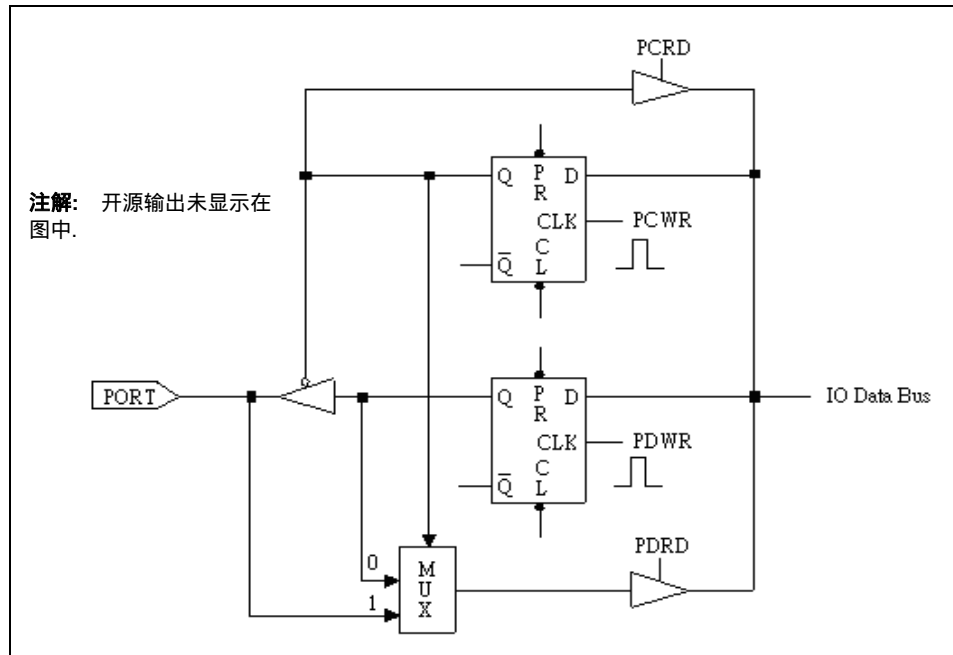 PCRD
注解: 开源输出未显示在
图中.
Q P D
R
CLK PCWR
C
Q̅ L
PORT
Q P D
R
IO Data Bus
CLK PDWR
C
Q̅ L
PDRD
0
M
U
1 X